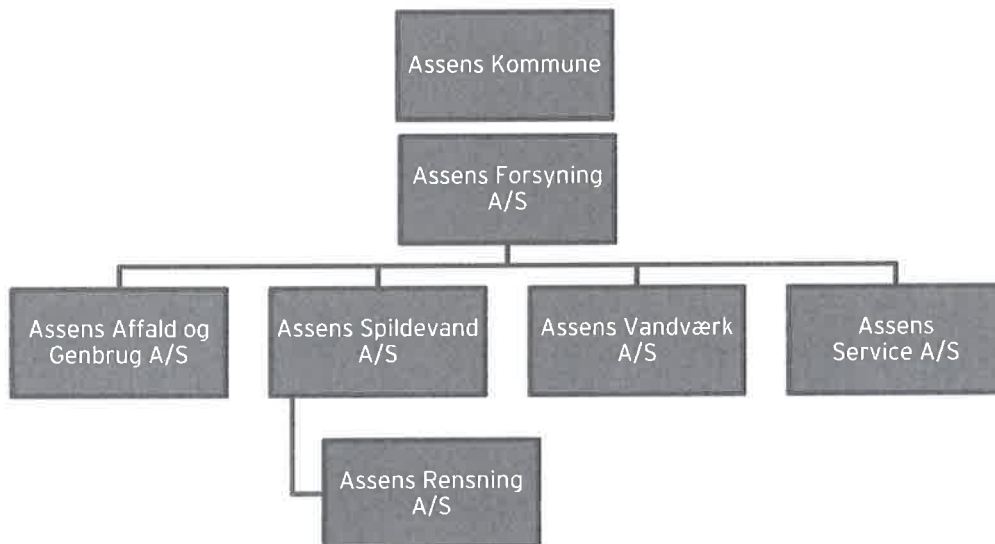 Assens Kommune
Assens Forsyning
A/S
Assens Affald og
Genbrug A/S
Assens Spildevand
A/S
Assens Vandværk
A/S
Assens
Service A/S
Assens Rensning
A/S